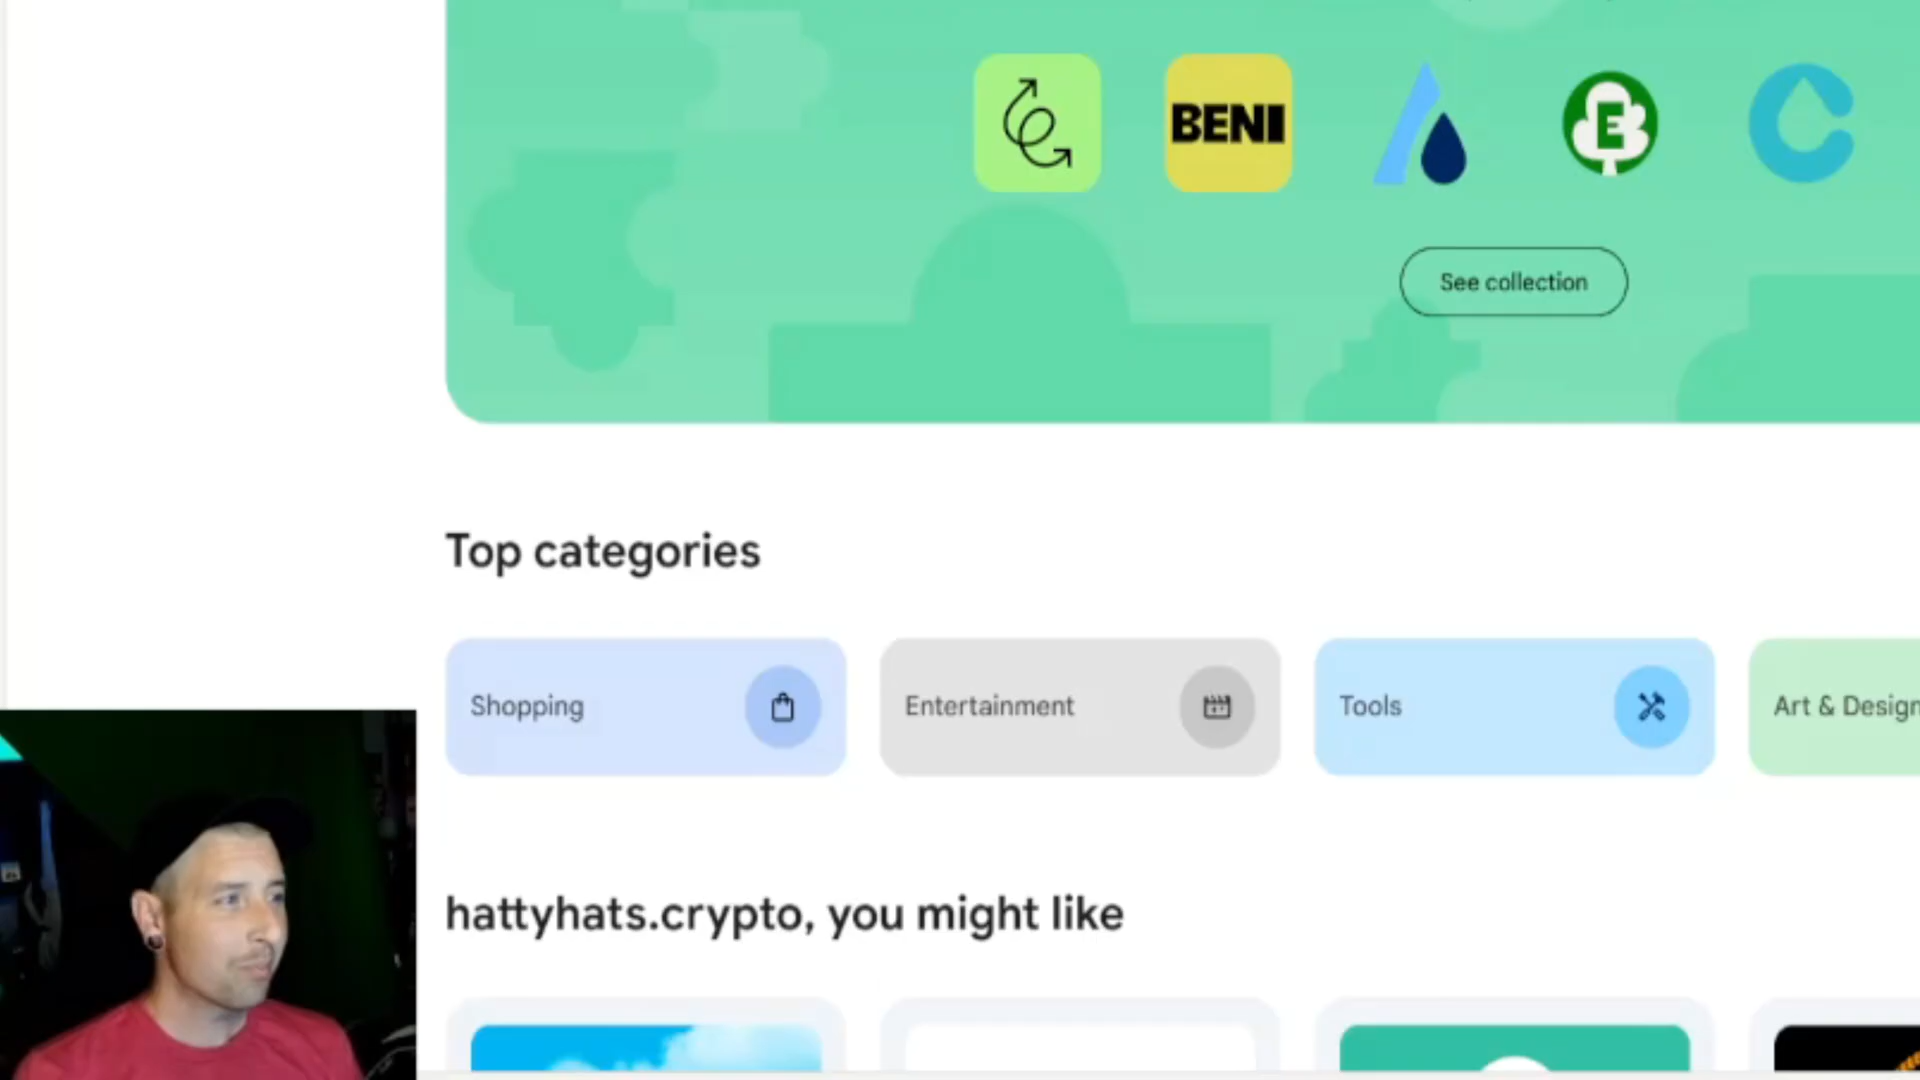 BENI
E
See collection
Top categories
Shopping
Entertainment
Tools
Art & Design
hattyhats.crypto, you might like